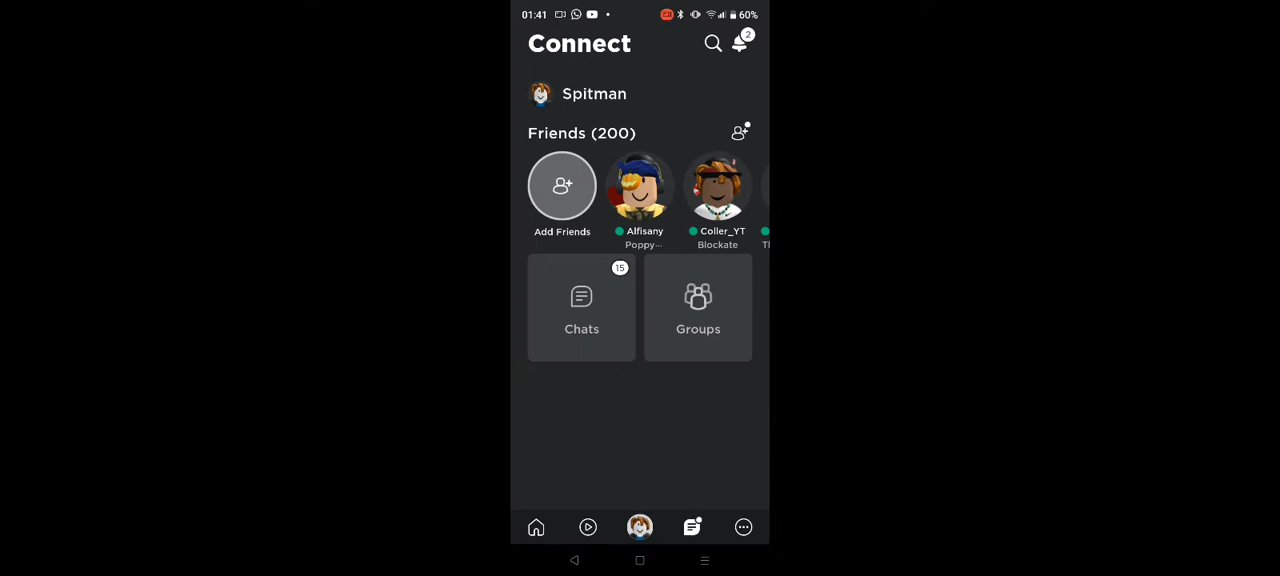 01:41 60%
Connect
2
Spitman
Friends (200)
Add Friends
Alfisany
Poppy...
Coller_YT
Blockate
15
Chats
Groups